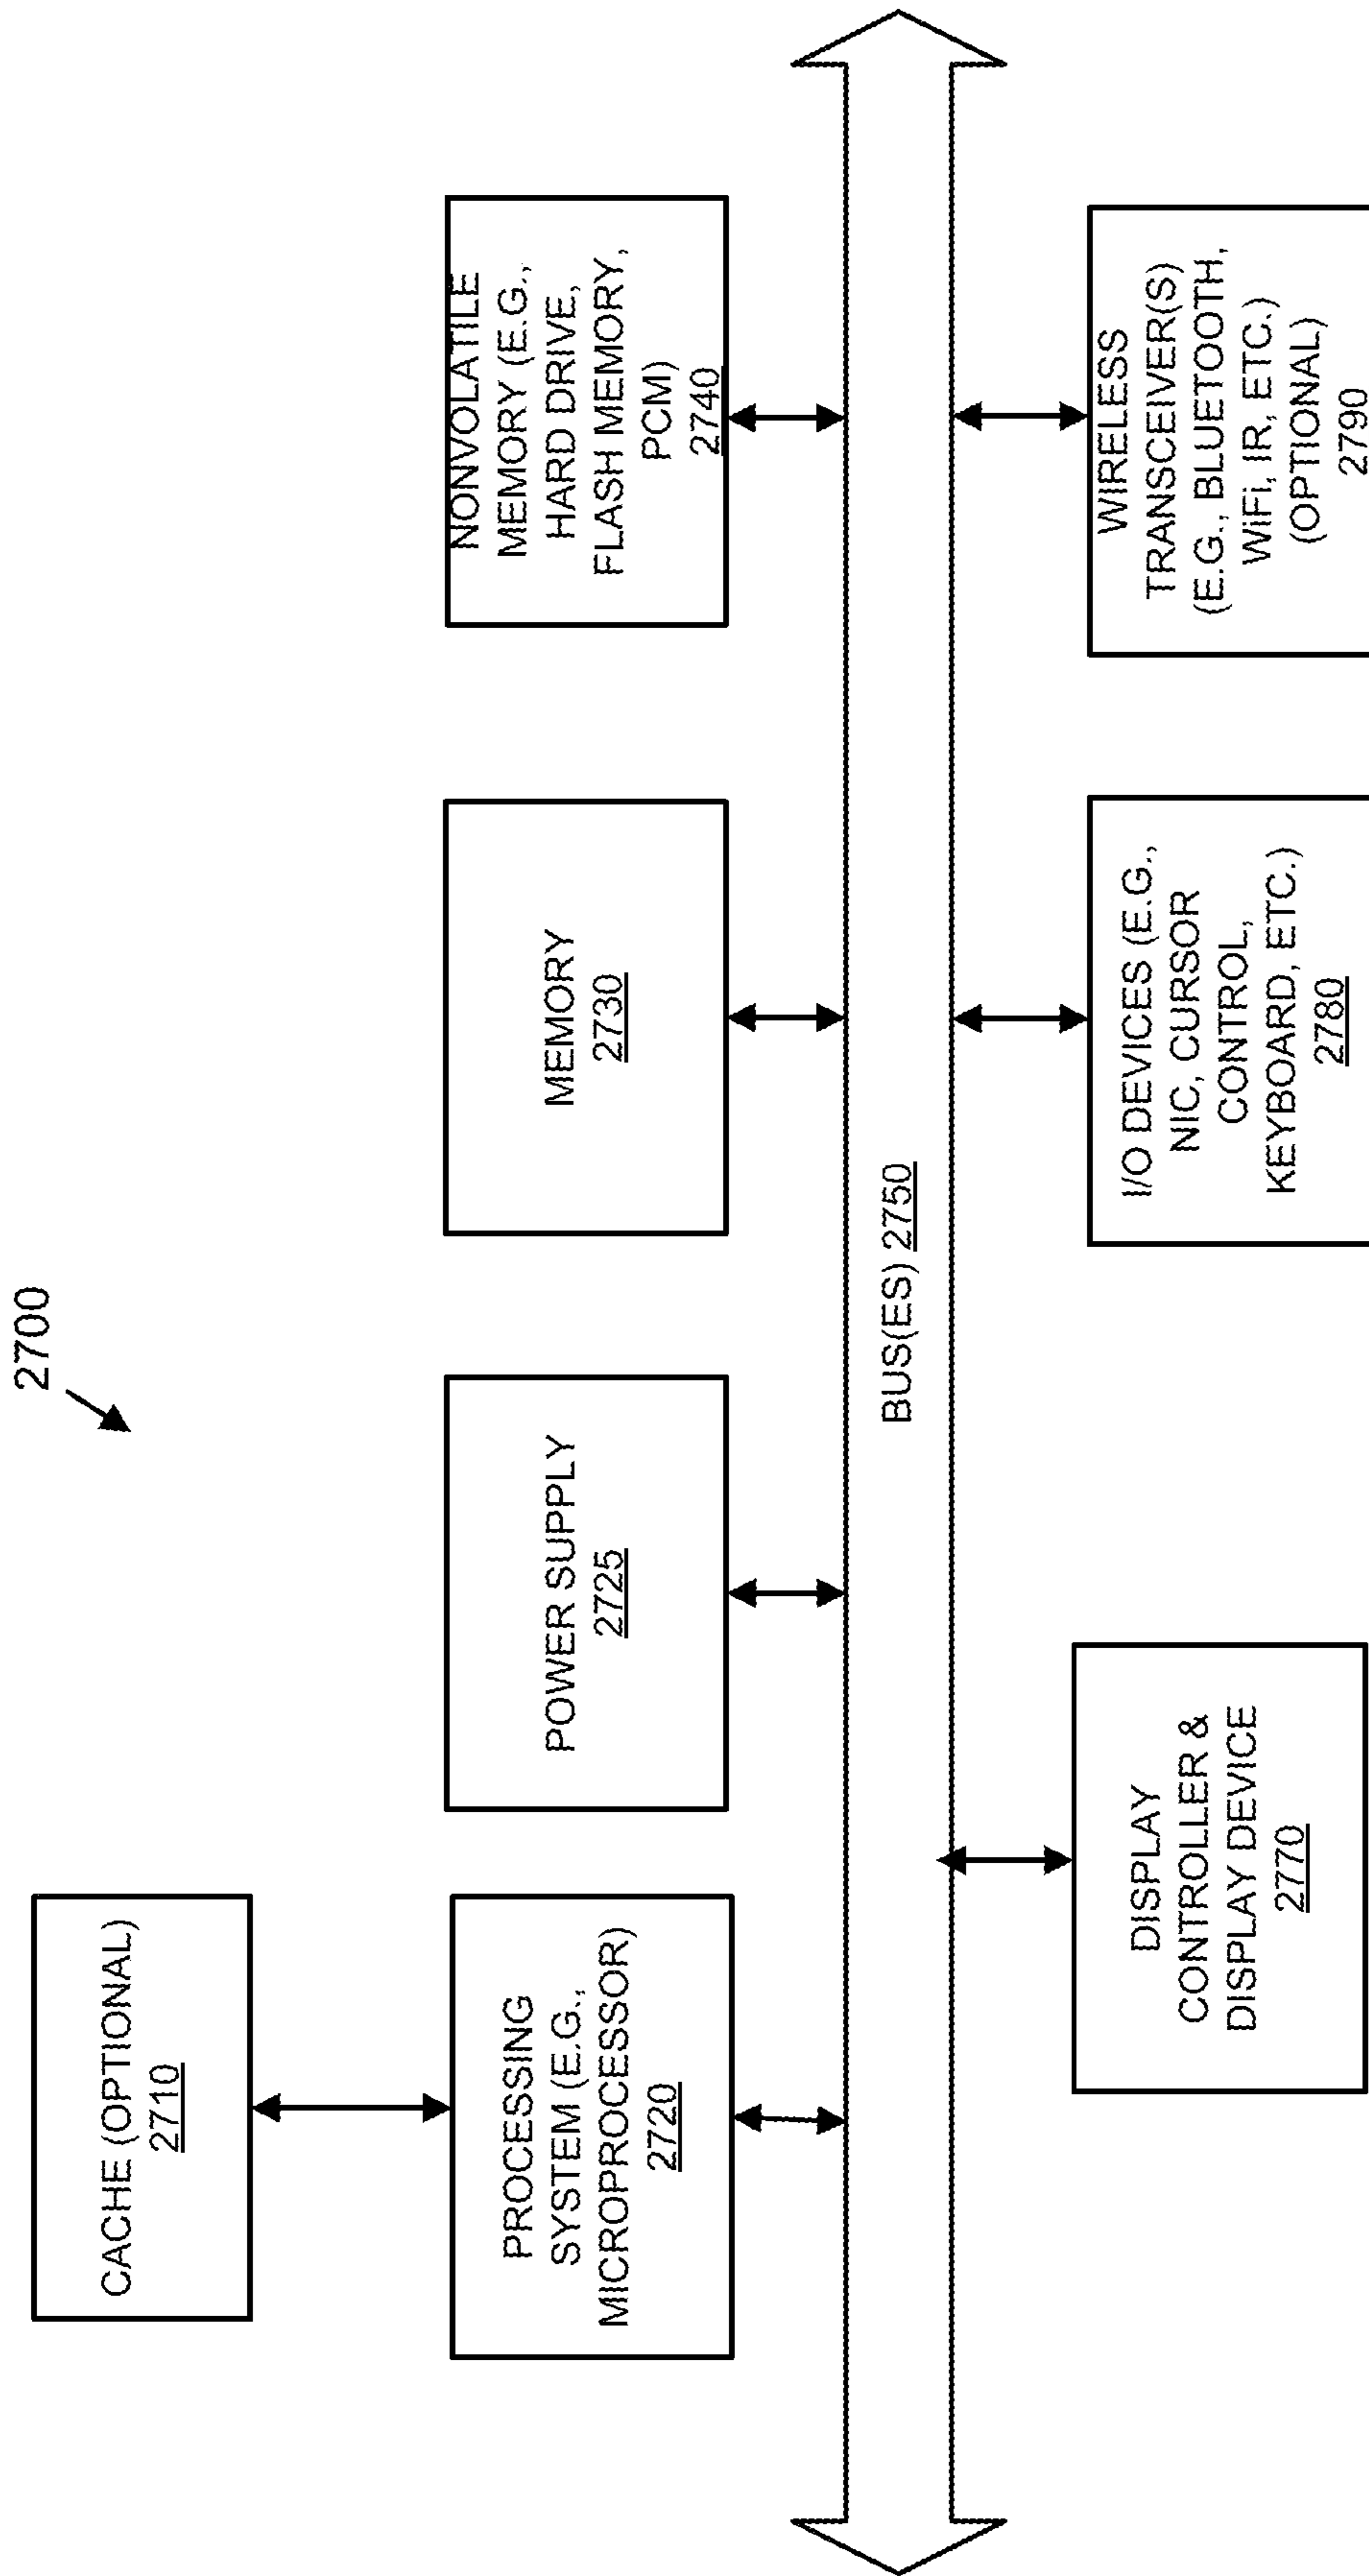 2700
CACHE (OPTIONAL)
2710
PROCESSING
SYSTEM (E.G.,
MICROPROCESSOR)
2720
POWER SUPPLY
2725
MEMORY
2730
NONVOLATILE
MEMORY (E.G.,
HARD DRIVE,
FLASH MEMORY,
PCM)
2740
BUS(ES) 2750
DISPLAY
CONTROLLER &
DISPLAY DEVICE
2770
I/O DEVICES (E.G.,
NIC, CURSOR
CONTROL,
KEYBOARD, ETC.)
2780
WIRELESS
TRANSCEIVER(S)
(E.G., BLUETOOTH,
WiFi, IR, ETC.)
(OPTIONAL)
2790